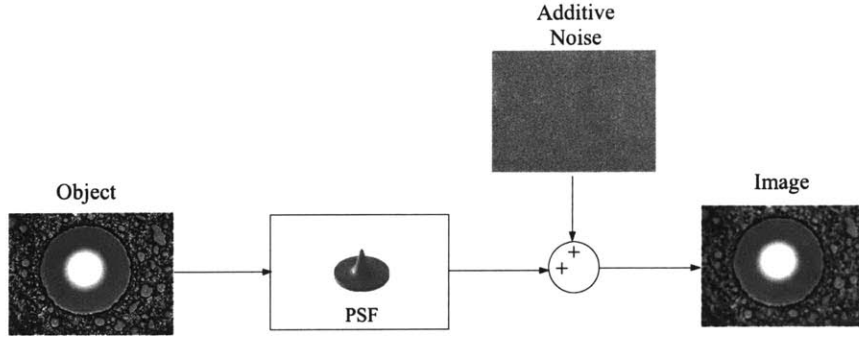 Additive
Noise
Object
Image
PSF
+
+